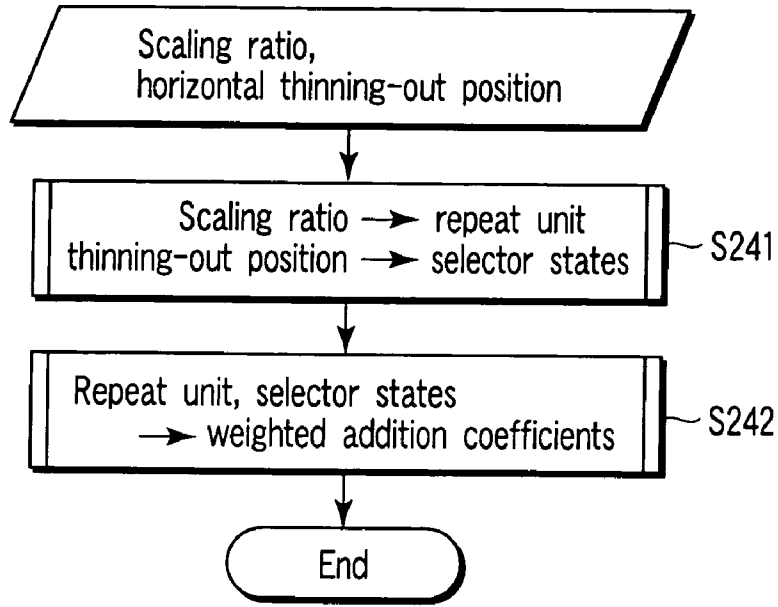 Scaling ratio,
horizontal thinning-out position
Scaling ratio → repeat unit
thinning-out position → selector states
S241
Repeat unit, selector states
→ weighted addition coefficients
S242
End